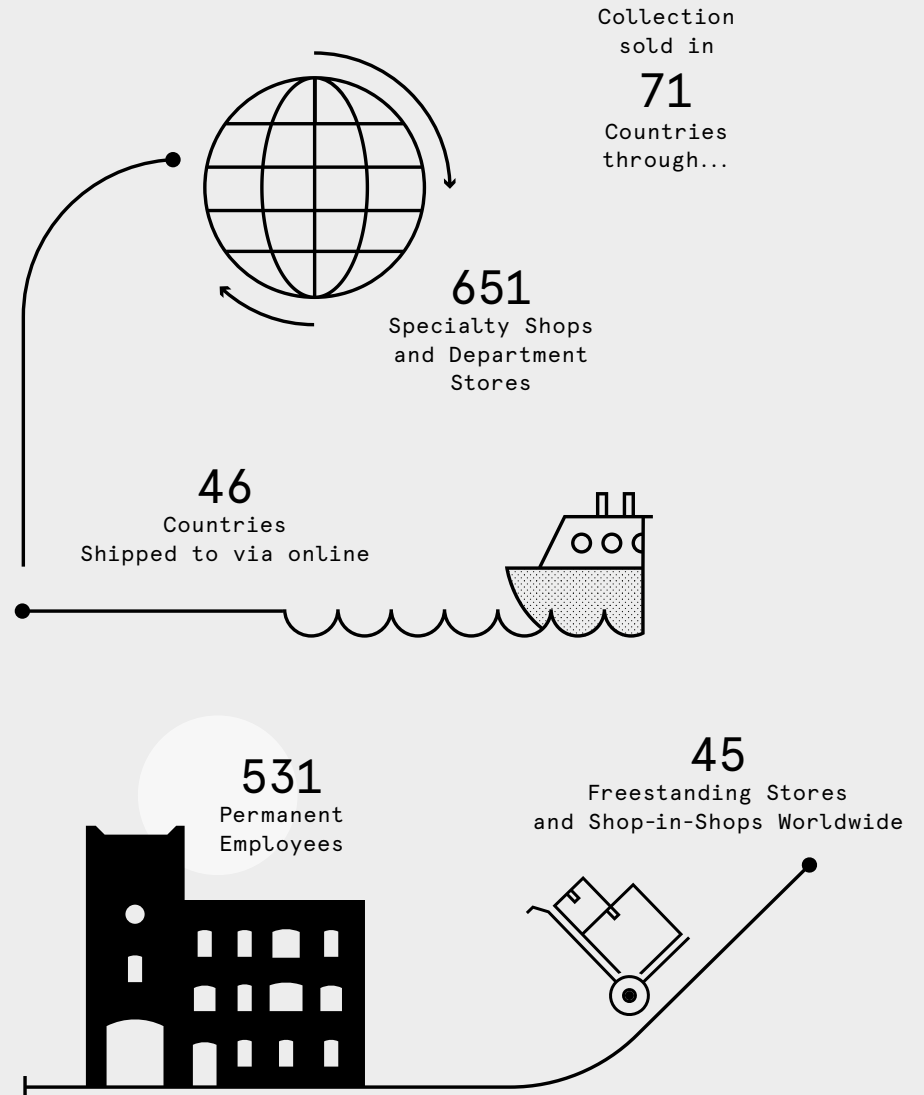 Collection
sold in
71
Countries
through...
651
Specialty Shops
and Department
Stores
46
Countries
Shipped to via online
531
Permanent
Employees
45
Freestanding Stores
and Shop-in-Shops Worldwide